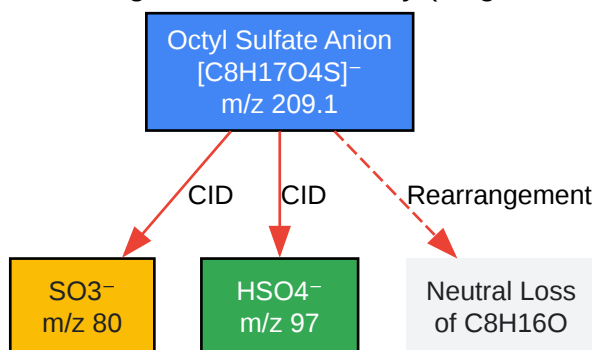 Octyl Sulfate Anion
[C8H17O4S]⁻
m/z 209.1
CID
CID
Rearrangement
SO3⁻
m/z 80
HSO4⁻
m/z 97
Neutral Loss
of C8H16O